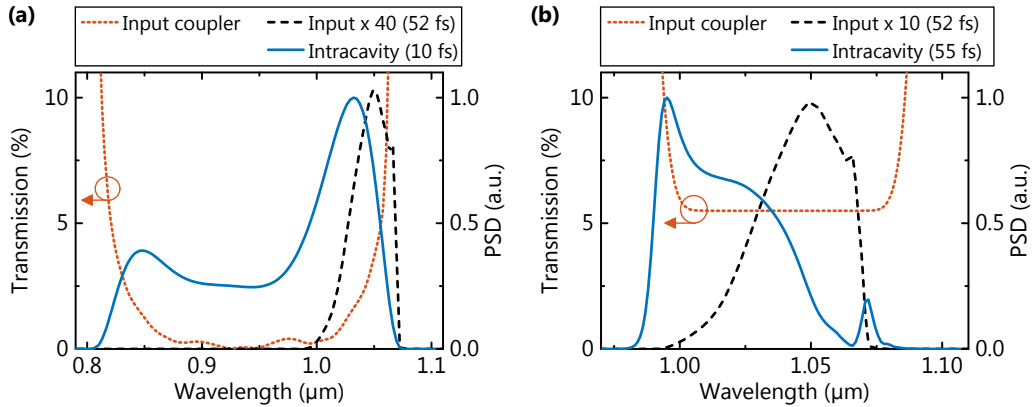 (a)
Input coupler
Input x 40 (52 fs)
Intracavity (10 fs)
10
5
0
Transmission (%)
1.0
0.5
0.0
PSD (a.u.)
0.8
0.9
1.0
1.1
Wavelength (µm)
(b)
Input coupler
Input x 10 (52 fs)
Intracavity (55 fs)
10
5
0
Transmission (%)
1.0
0.5
0.0
PSD (a.u.)
1.00
1.05
1.10
Wavelength (µm)